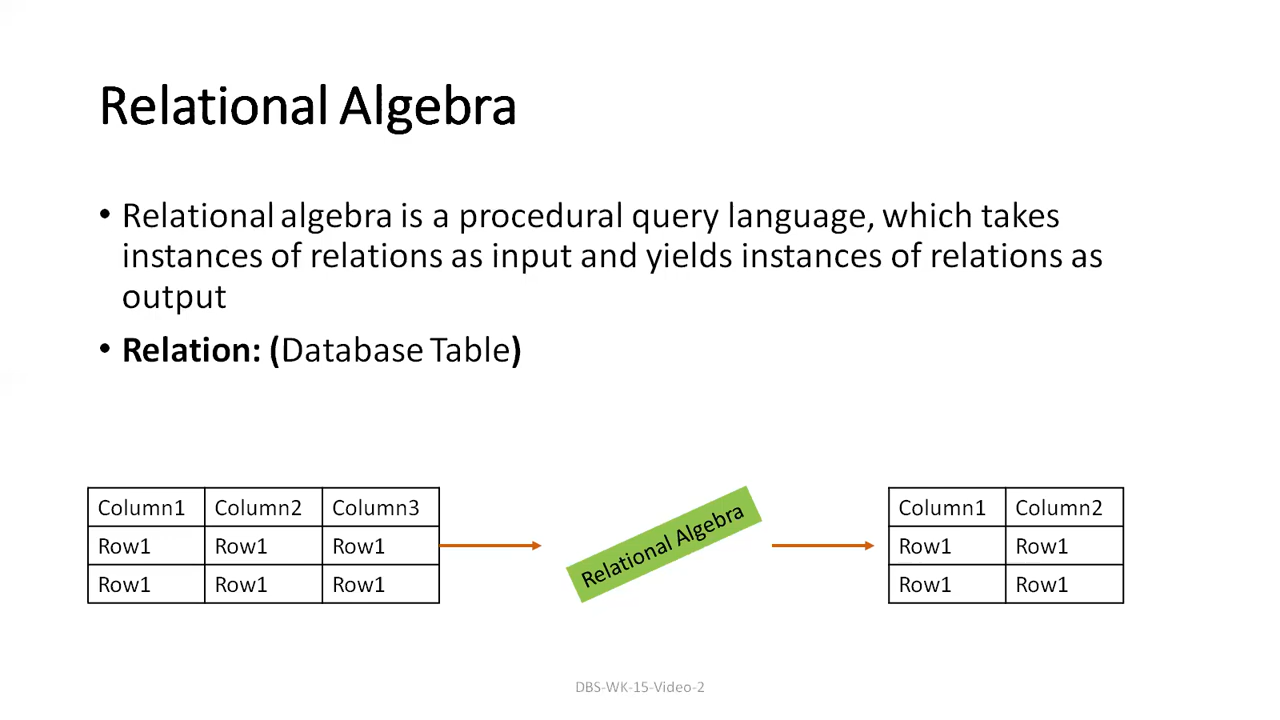 Relational Algebra
• Relational algebra is a procedural query language, which takes
instances of relations as input and yields instances of relations as
output
• Relation: (Database Table)
Column1 Column2 Column3
Row1 Row1 Row1
Row1 Row1 Row1
Relational Algebra
Column1 Column2
Row1 Row1
Row1 Row1
DBS-WK-15-Video-2